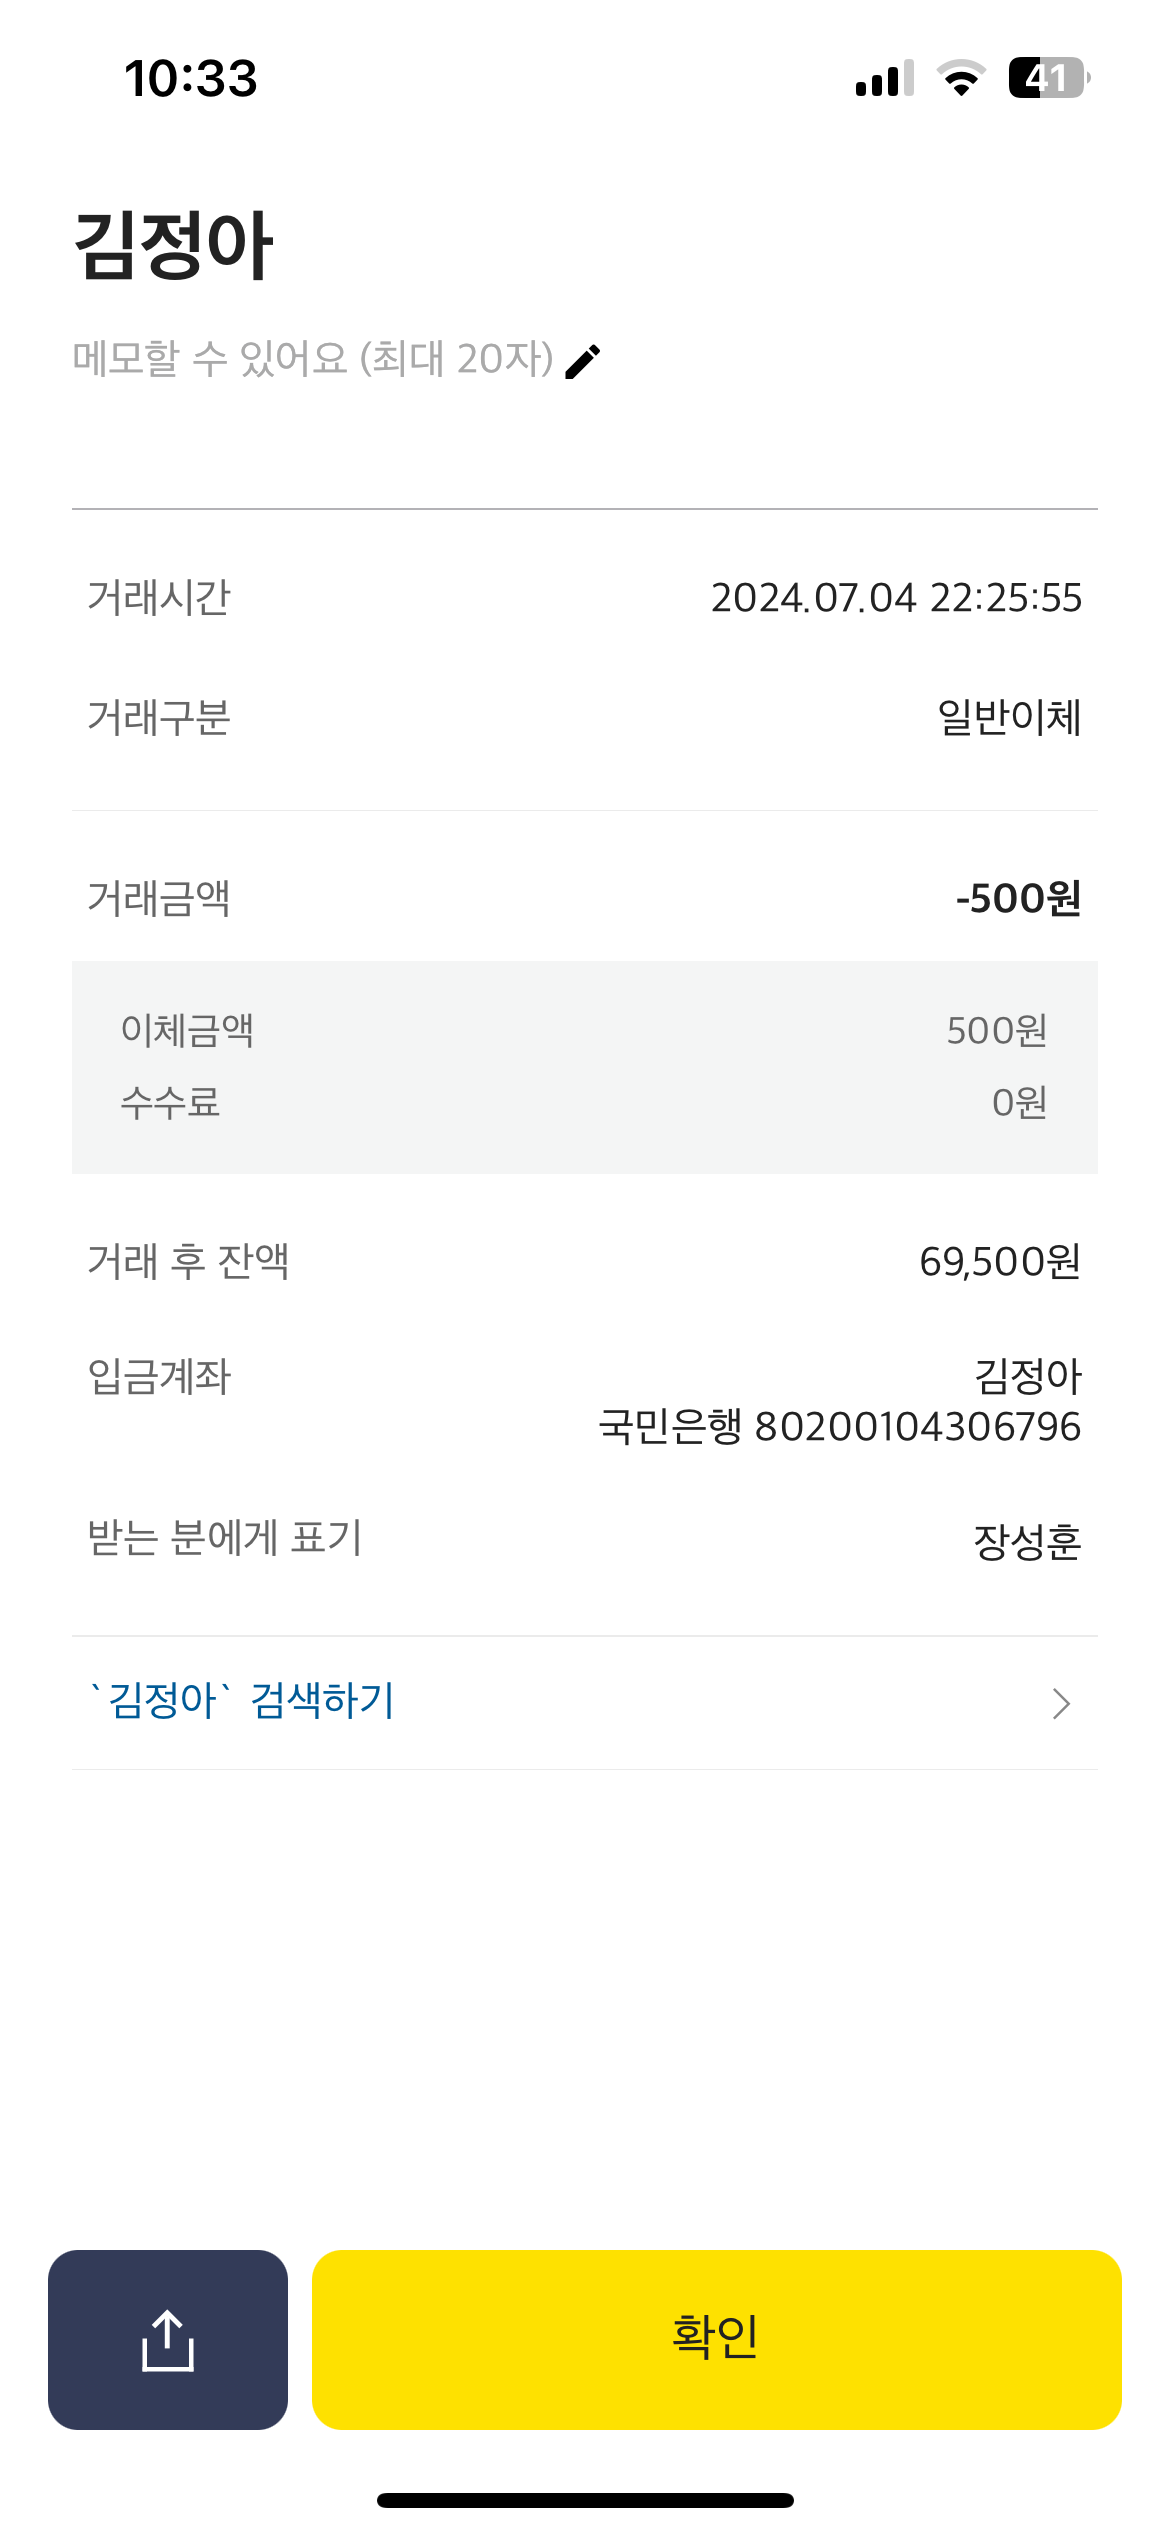 10:33
41
김정아
메모할 수 있어요 (최대 20자)
거래시간 2024.07.04 22:25:55
거래구분 일반이체
거래금액 -500원
이체금액 500원
수수료 0원
거래 후 잔액 69,500원
입금계좌 김정아
국민은행 80200104306796
받는 분에게 표기 장성훈
`김정아` 검색하기
확인